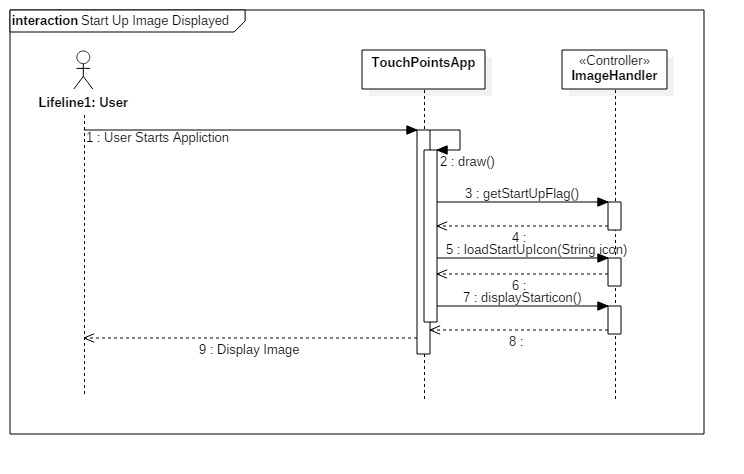 interaction Start Up Image Displayed
TouchPointsApp
«Controller»
ImageHandler
Lifeline1: User
1 : User Starts Appliction
2 : draw()
3 : getStartUpFlag()
4 :
5 : loadStartUpIcon(String icon)
6 :
7 : displayStarticon()
8 :
9 : Display Image